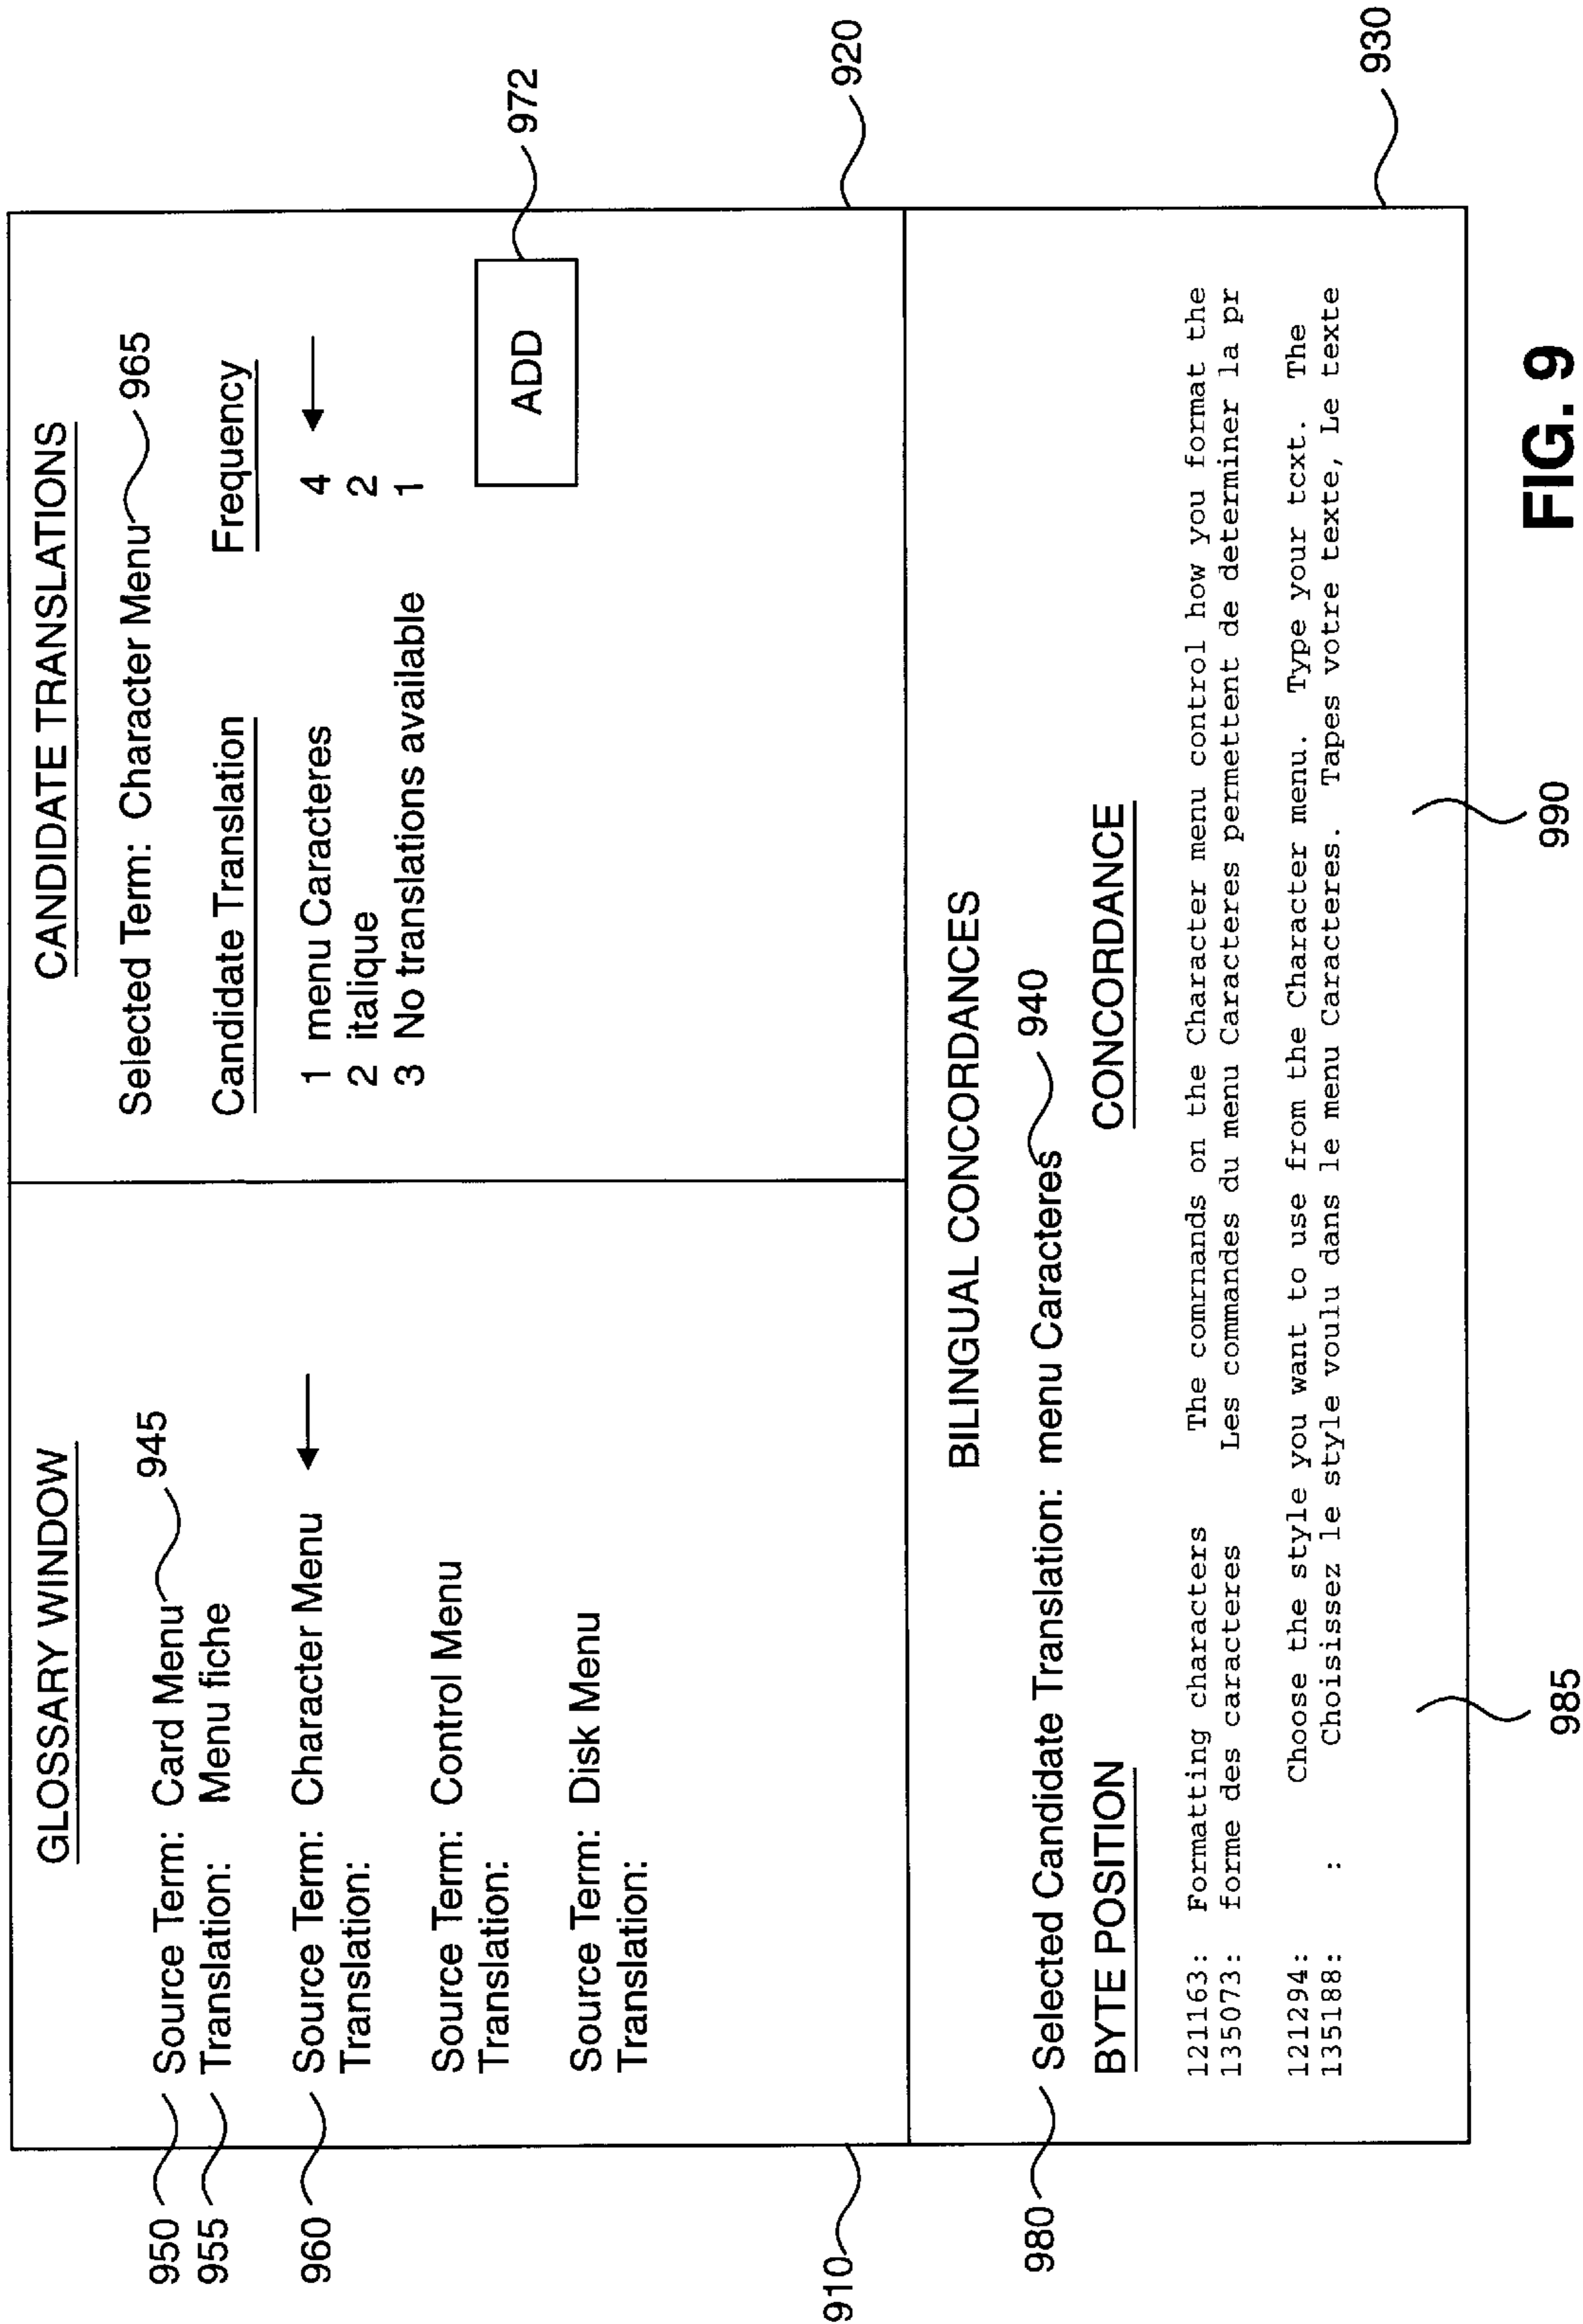 GLOSSARY WINDOW
950 Source Term: Card Menu 945
955 Translation: Menu fiche
960 Source Term: Character Menu
Translation:
Source Term: Control Menu
Translation:
Source Term: Disk Menu
Translation:
910
CANDIDATE TRANSLATIONS
Selected Term: Character Menu 965
Candidate Translation Frequency
1 menu Caracteres 4
2 italique 2
3 No translations available 1
ADD
972
920
BILINGUAL CONCORDANCES
980 Selected Candidate Translation: menu Caracteres 940
BYTE POSITION CONCORDANCE
121163: Formatting characters The comrnands on the Character menu control how you format the
135073: forme des caracteres Les commandes du menu Caracteres permettent de determiner la pr
121294: Choose the style you want to use from the Character menu. Type your tcxt. The
135188: : Choisissez le style voulu dans le menu Caracteres. Tapes votre texte, Le texte
930
985
990
FIG. 9